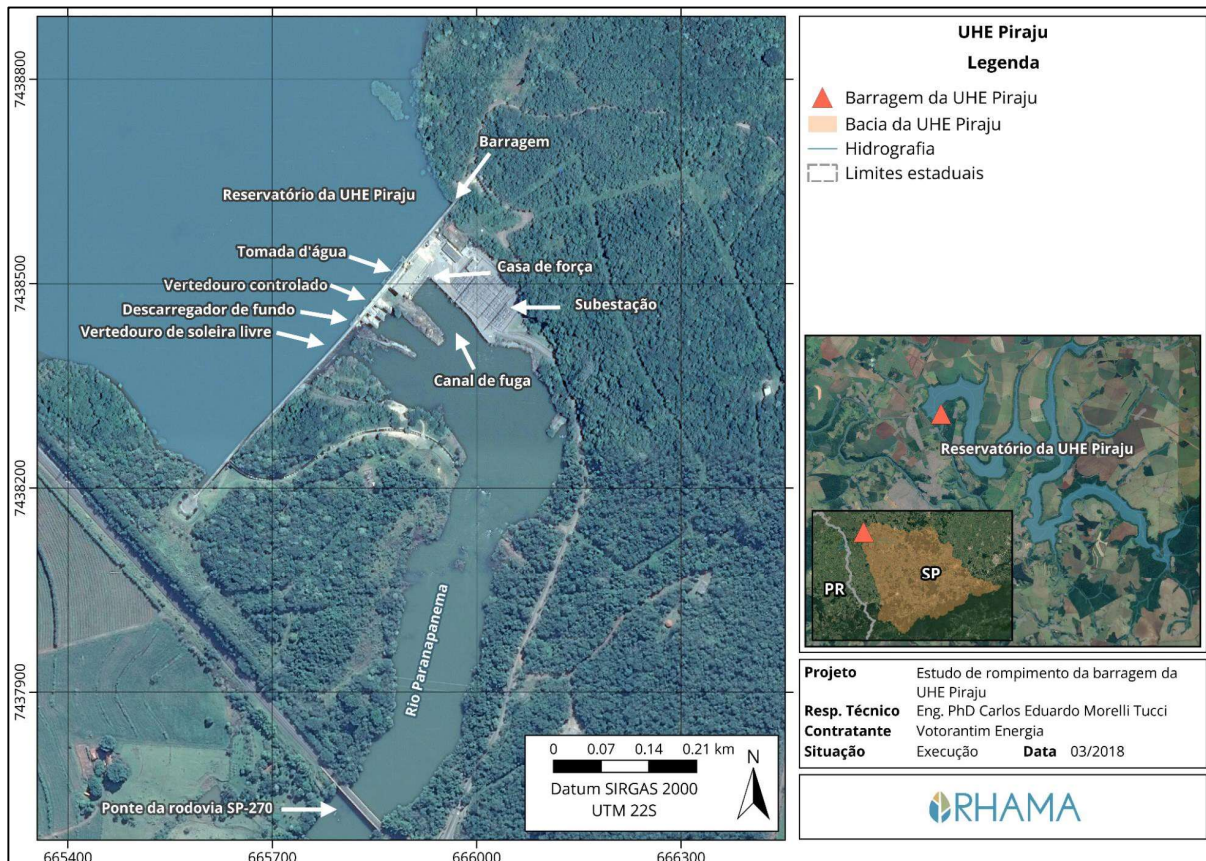 7438800
7438500
7438200
7437900
665400
665700
666000
666300
Barragem
Reservatório da UHE Piraju
Tomada d'água
Casa de força
Vertedouro controlado
Subestação
Descarregador de fundo
Vertedouro de soleira livre
Canal de fuga
Rio Paranapanema
Ponte da rodovia SP-270
0 0.07 0.14 0.21 km
N
Datum SIRGAS 2000
UTM 22S
UHE Piraju
Legenda
Barragem da UHE Piraju
Bacia da UHE Piraju
Hidrografia
Limites estaduais
Reservatório da UHE Piraju
SP
PR
Projeto Estudo de rompimento da barragem da
UHE Piraju
Resp. Técnico Eng. PhD Carlos Eduardo Morelli Tucci
Contratante Votorantim Energia
Situação Execução Data 03/2018
RHAMA